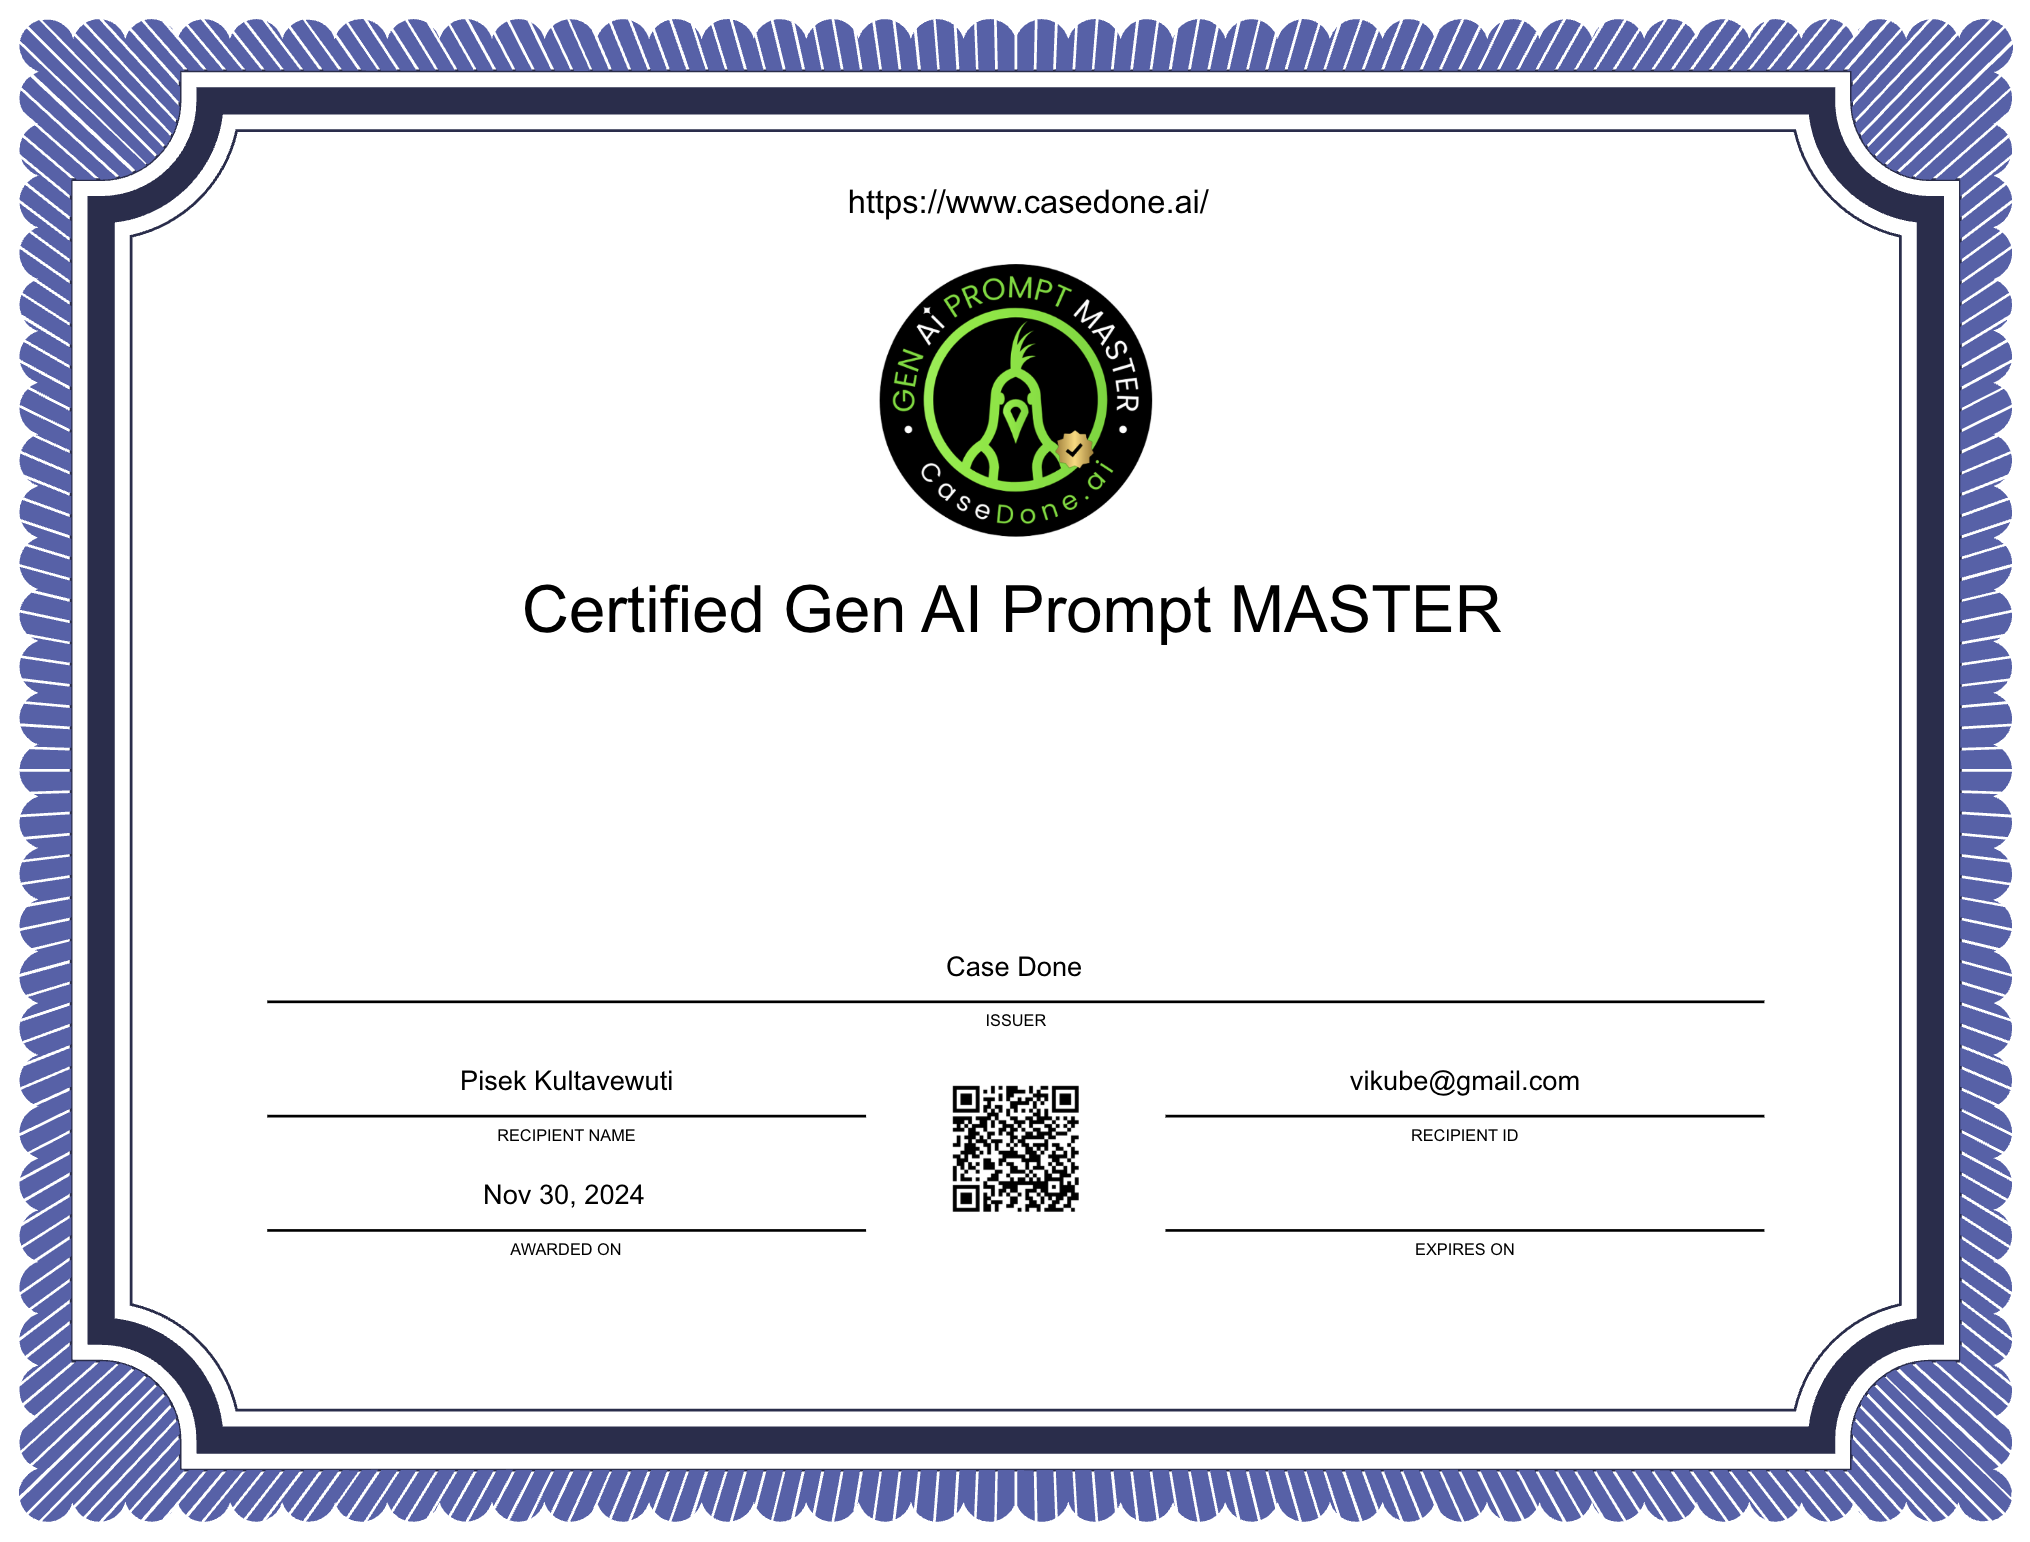 https://www.casedone.ai/
GEN Ai PROMPT MASTER
CaseDone.ai
Certified Gen AI Prompt MASTER
Case Done
ISSUER
Pisek Kultavewuti
vikube@gmail.com
RECIPIENT NAME
RECIPIENT ID
Nov 30, 2024
AWARDED ON
EXPIRES ON